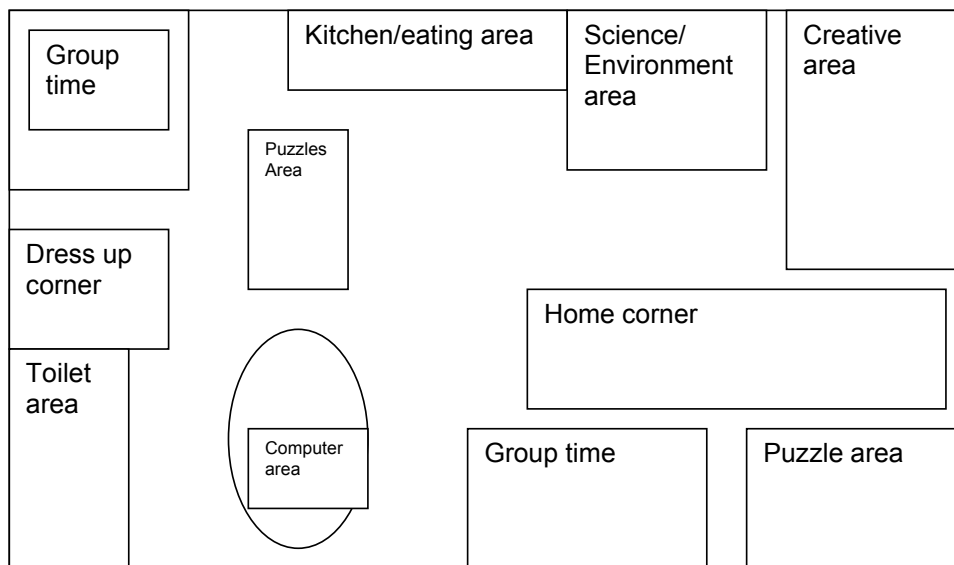 Group
time
Kitchen/eating area
Science/
Environment
area
Creative
area
Puzzles
Area
Dress up
corner
Home corner
Toilet
area
Computer
area
Group time
Puzzle area